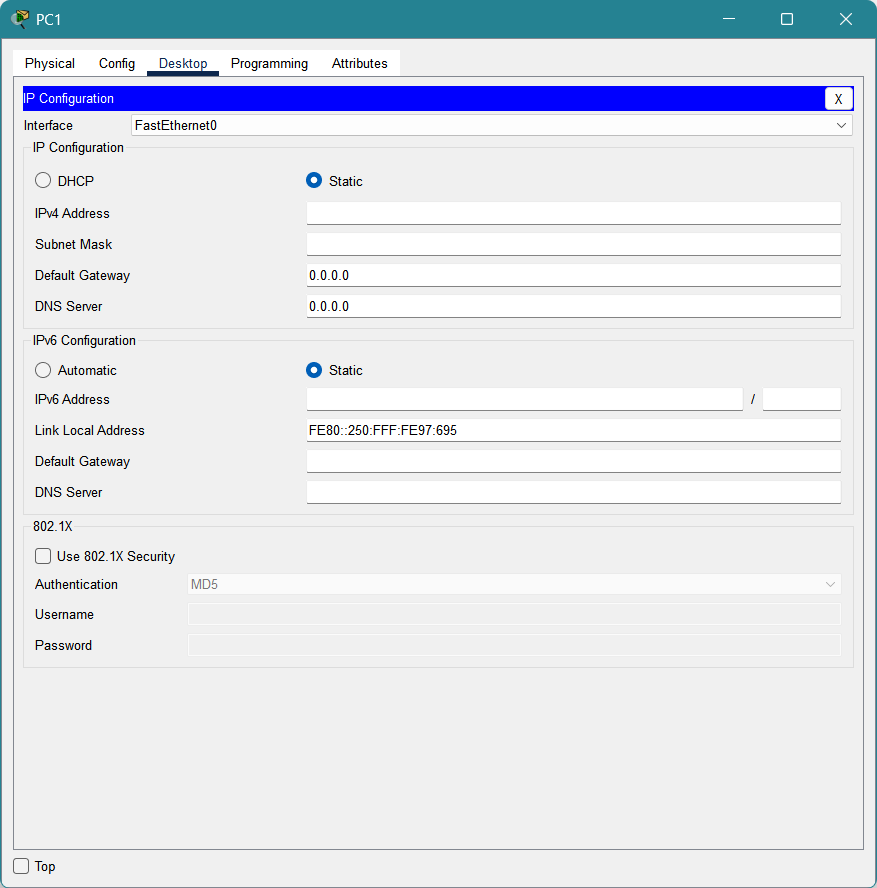 PC1
Physical Config Desktop Programming Attributes
IP Configuration X
Interface FastEthernet0
IP Configuration
DHCP Static
IPv4 Address
Subnet Mask
Default Gateway 0.0.0.0
DNS Server 0.0.0.0
IPv6 Configuration
Automatic Static
IPv6 Address /
Link Local Address FE80::250:FFF:FE97:695
Default Gateway
DNS Server
802.1X
Use 802.1X Security
Authentication MD5
Username
Password
Top